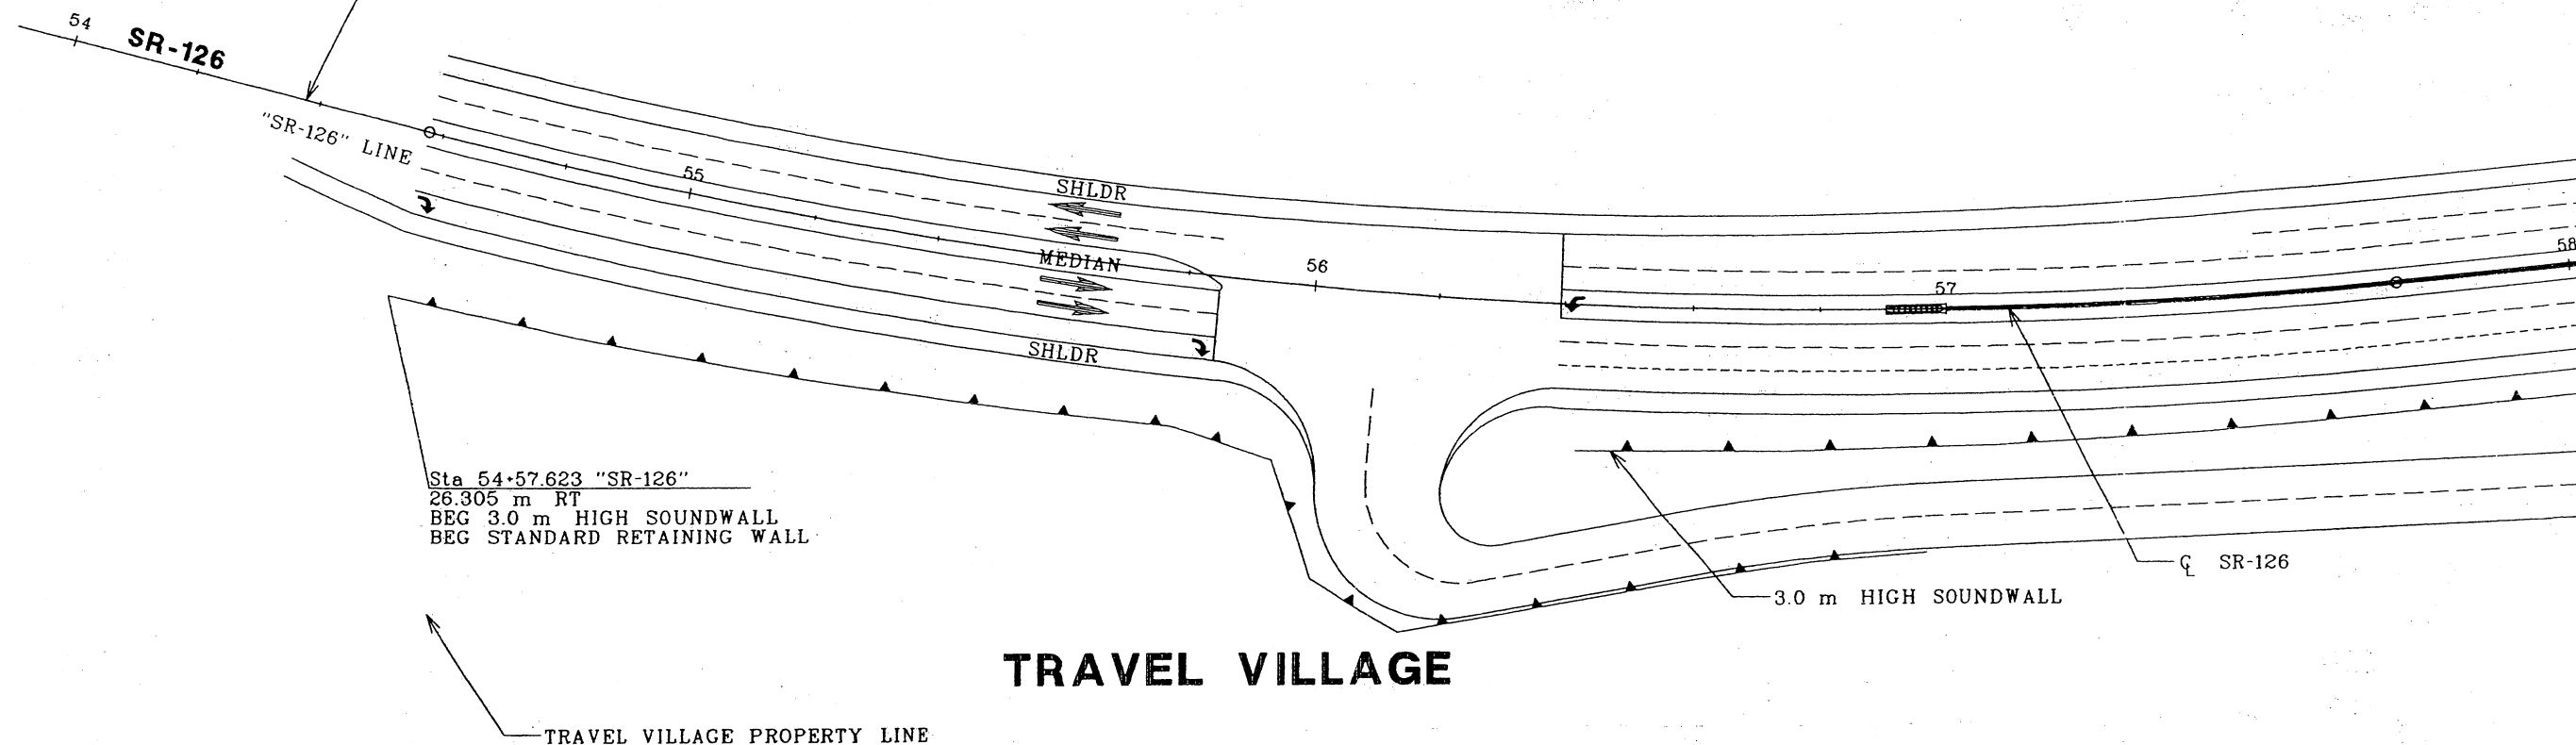 54
SR-126
"SR-126" LINE
55
SHLDR
MEDIAN
SHLDR
56
57
58
Sta 54+57.623 "SR-126"
26.305 m RT
BEG 3.0 m HIGH SOUNDWALL
BEG STANDARD RETAINING WALL
℄ SR-126
3.0 m HIGH SOUNDWALL
TRAVEL VILLAGE
TRAVEL VILLAGE PROPERTY LINE